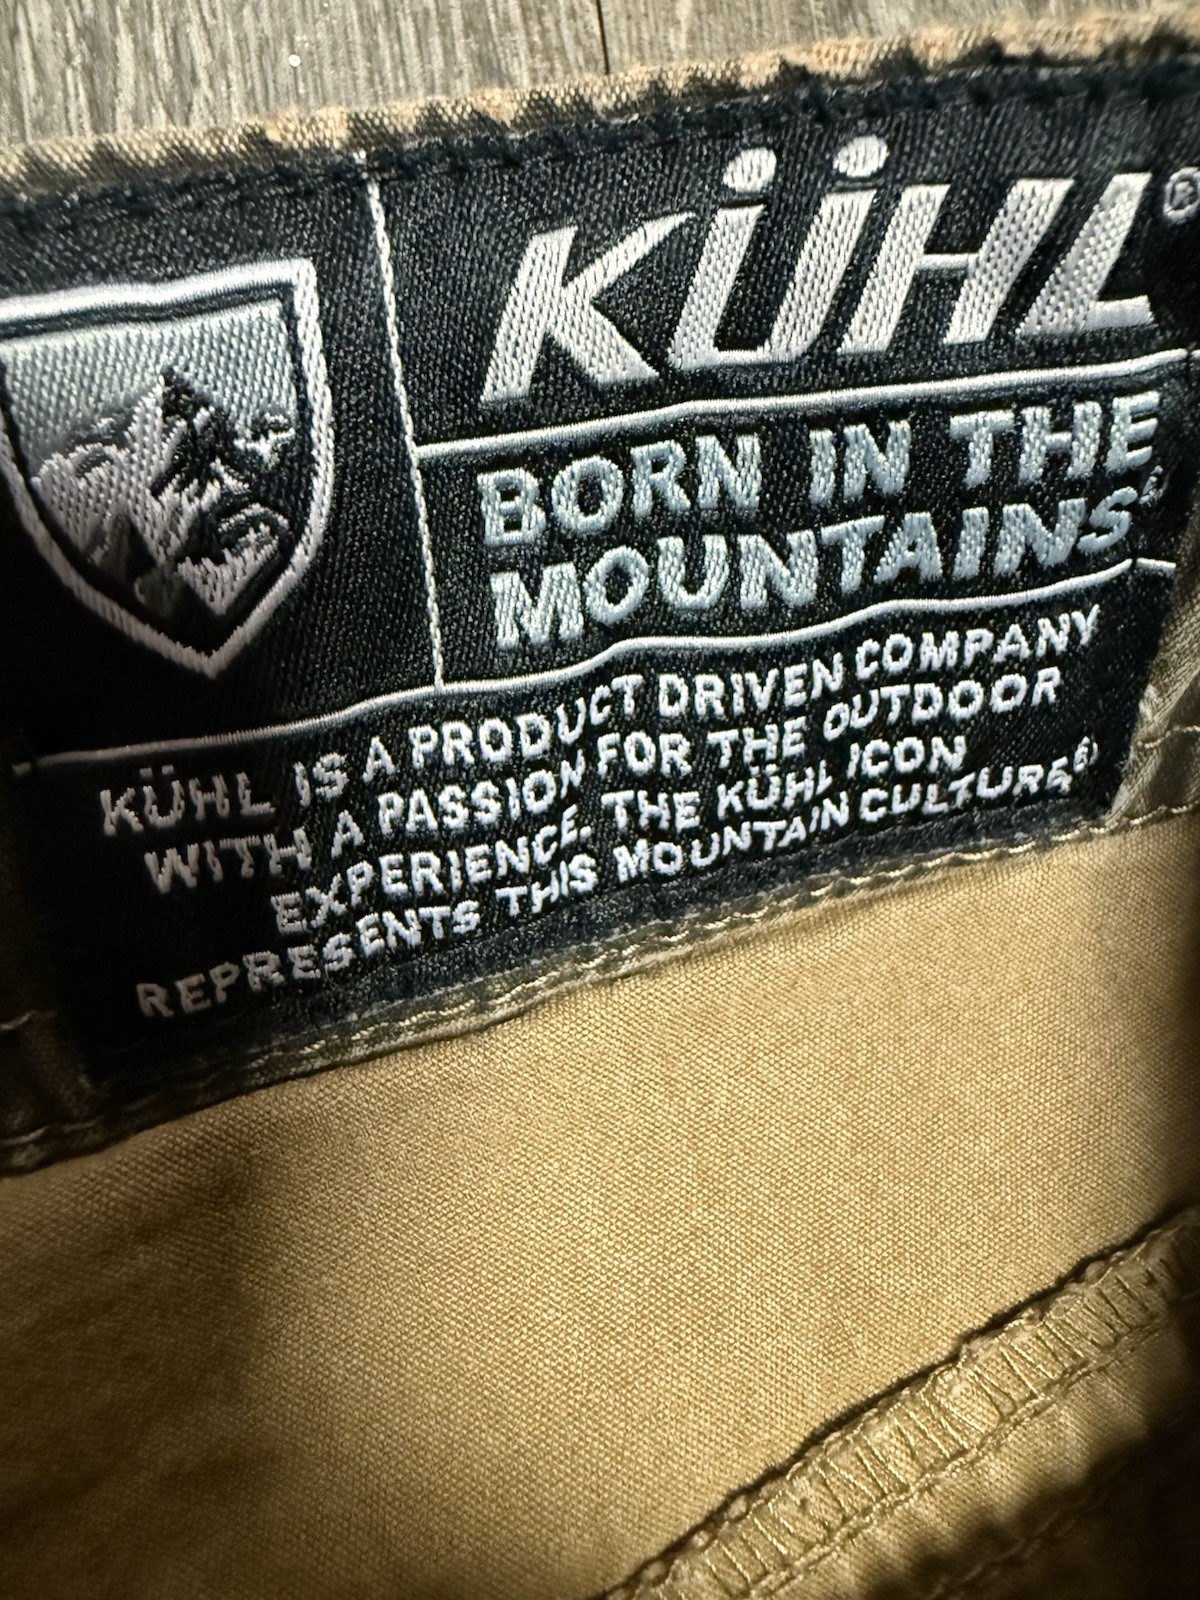 KÜHL®
BORN IN THE
MOUNTAINS®
KÜHL IS A PRODUCT DRIVEN COMPANY
WITH A PASSION FOR THE OUTDOOR
EXPERIENCE. THE KÜHL ICON
REPRESENTS THIS MOUNTAIN CULTURE®